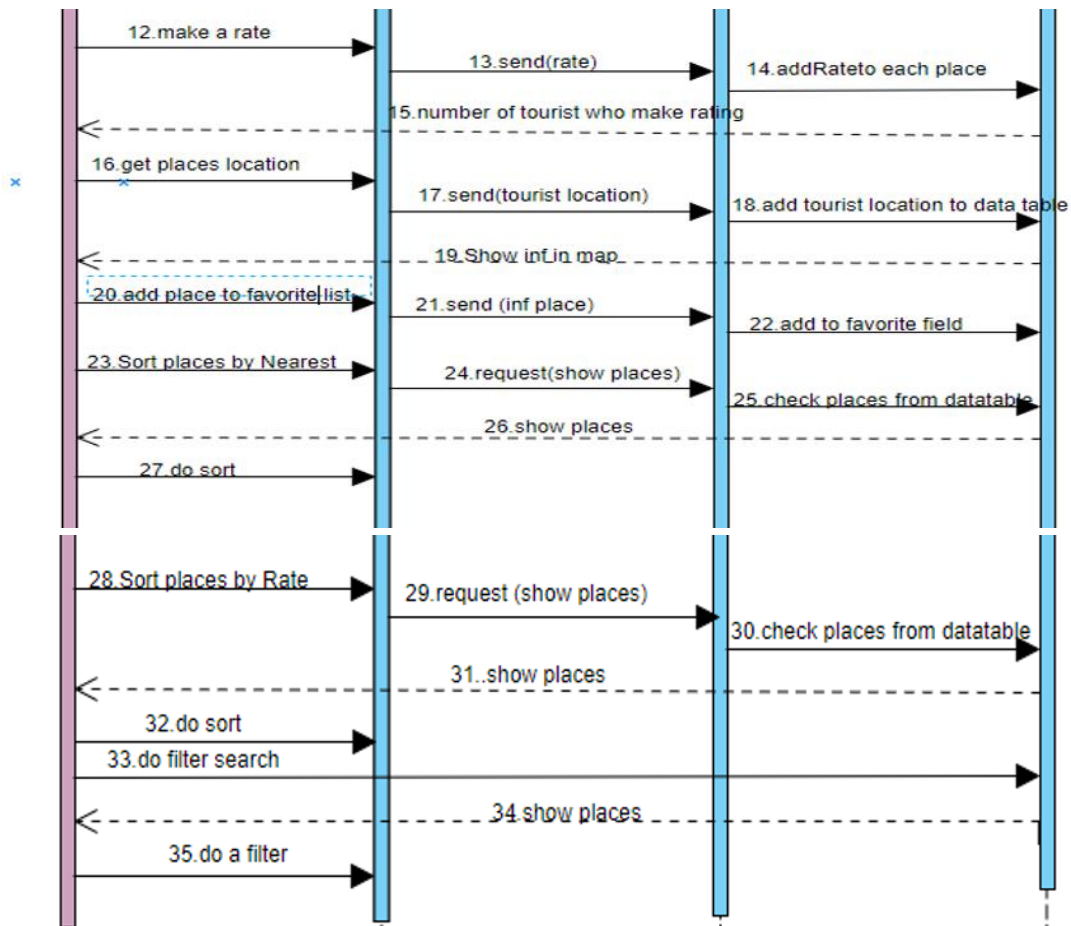 12.make a rate
13.send(rate)
14.addRateto each place
15.number of tourist who make rating
16.get places location
17.send(tourist location)
18.add tourist location to data table
19.Show inf in map
20.add place to favorite list
21.send (inf place)
22.add to favorite field
23.Sort places by Nearest
24.request(show places)
25.check places from datatable
26.show places
27.do sort
28.Sort places by Rate
29.request (show places)
30.check places from datatable
31..show places
32.do sort
33.do filter search
34.show places
35.do a filter